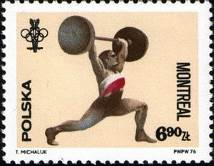 POLSKA
MONTREAL
6.90 ZŁ
T. MICHALUK
PWPW 76